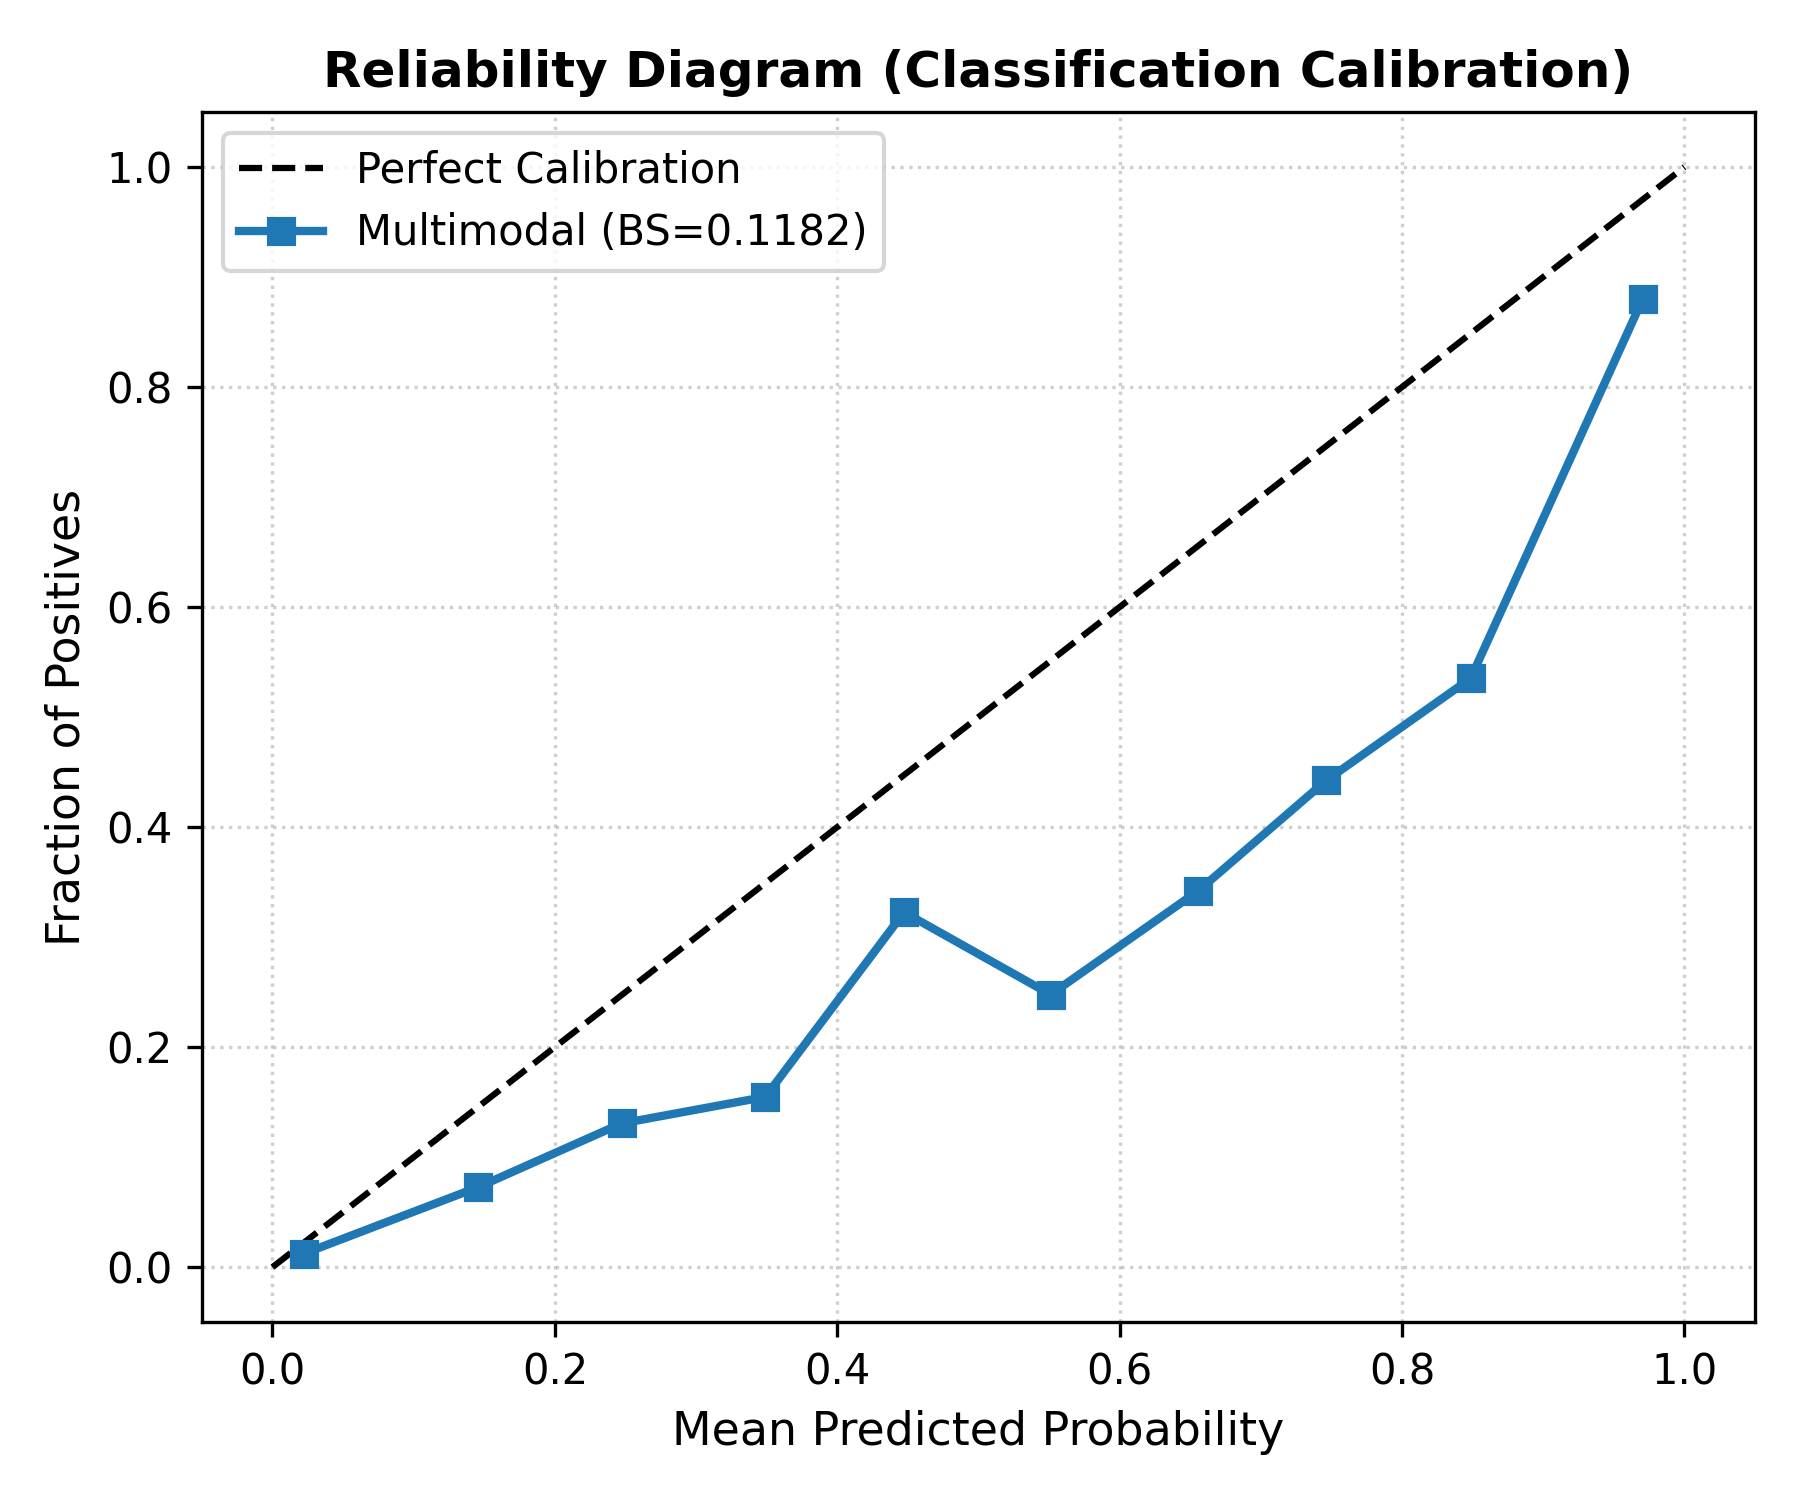 Reliability Diagram (Classification Calibration)
Perfect Calibration
Multimodal (BS=0.1182)
1.0
0.8
0.6
0.4
0.2
0.0
Fraction of Positives
0.0 0.2 0.4 0.6 0.8 1.0
Mean Predicted Probability